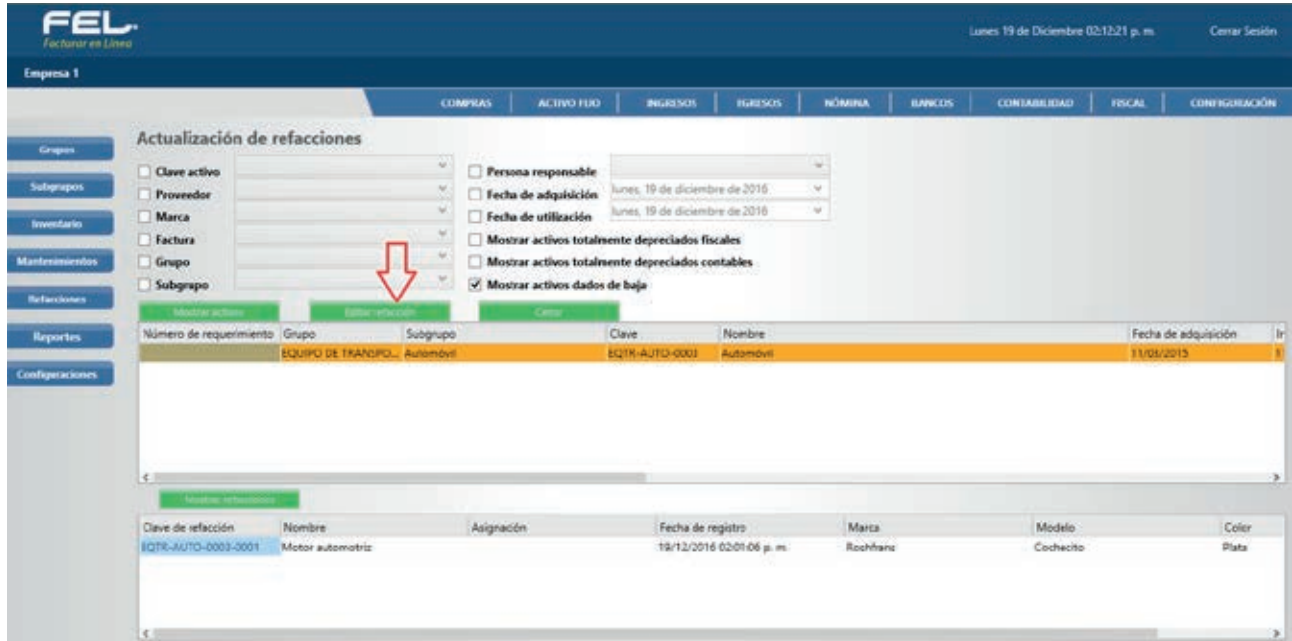 FEL
Facturar en Línea
Lunes 19 de Diciembre 02:12:21 p. m.
Cerrar Sesión
Empresa 1
COMPRAS ACTIVO FIJO INGRESOS EGRESOS NÓMINA BANCOS CONTABILIDAD FISCAL CONFIGURACIÓN
Grupos
Subgrupos
Inventario
Mantenimientos
Refacciones
Reportes
Configuraciones
Actualización de refacciones
Clave activo
Proveedor
Marca
Factura
Grupo
Subgrupo
Persona responsable
Fecha de adquisición lunes, 19 de diciembre de 2016
Fecha de utilización lunes, 19 de diciembre de 2016
Mostrar activos totalmente depreciados fiscales
Mostrar activos totalmente depreciados contables
Mostrar activos dados de baja
Mostrar activos Editar refacción Cerrar
Número de requerimiento Grupo Subgrupo Clave Nombre Fecha de adquisición Ir
EQUIPO DE TRANSPO... Automóvil EQTR-AUTO-0003 Automóvil 11/03/2015 1
Mostrar refacciones
Clave de refacción Nombre Asignación Fecha de registro Marca Modelo Color
EQTR-AUTO-0003-0001 Motor automotriz 19/12/2016 02:01:06 p. m. Rochfrans Cochecito Plata